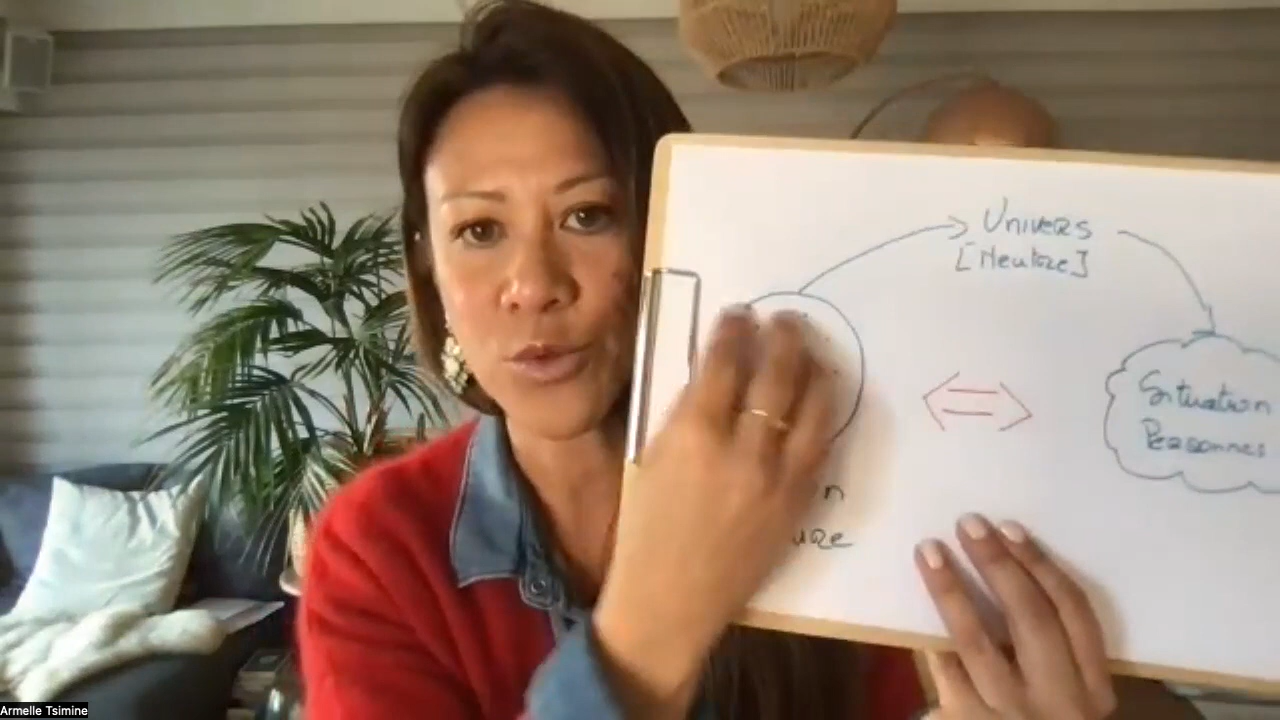 Univers
[Neutre]
Situation
Personnes
Armelle Tsimine